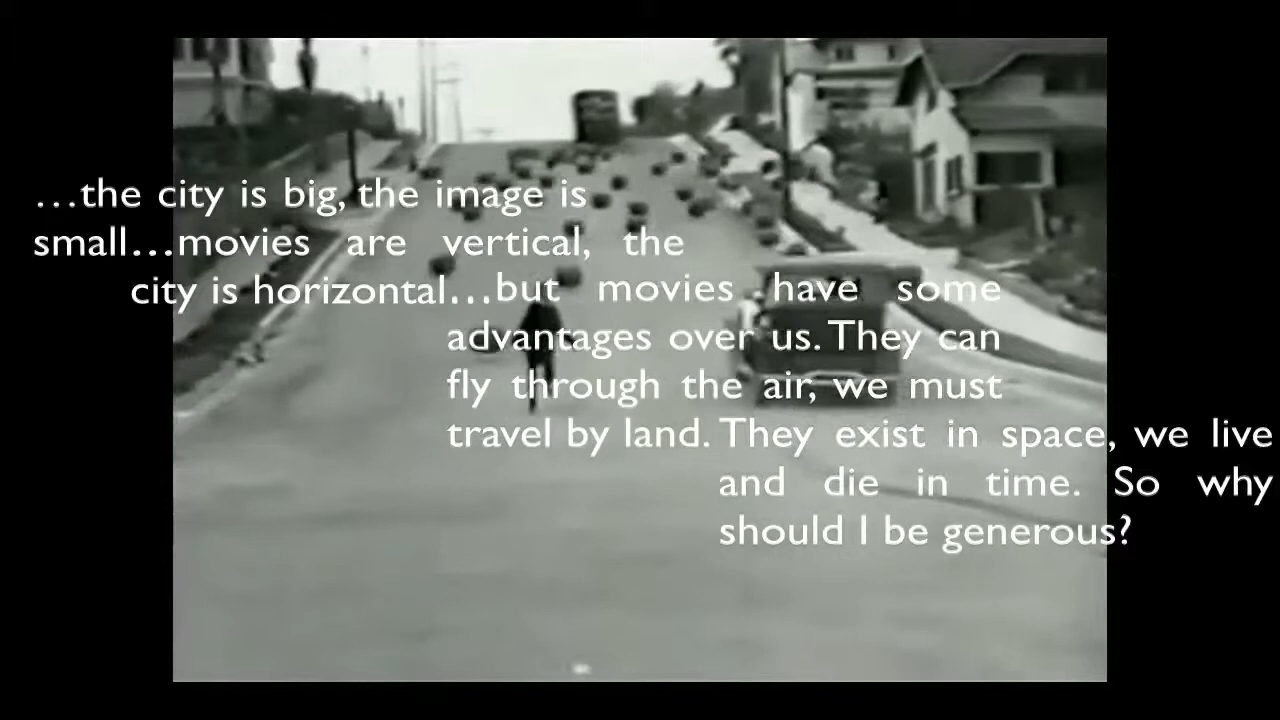 …the city is big, the image is
small…movies are vertical, the
city is horizontal…but movies have some
advantages over us. They can
fly through the air, we must
travel by land. They exist in space, we live
and die in time. So why
should I be generous?